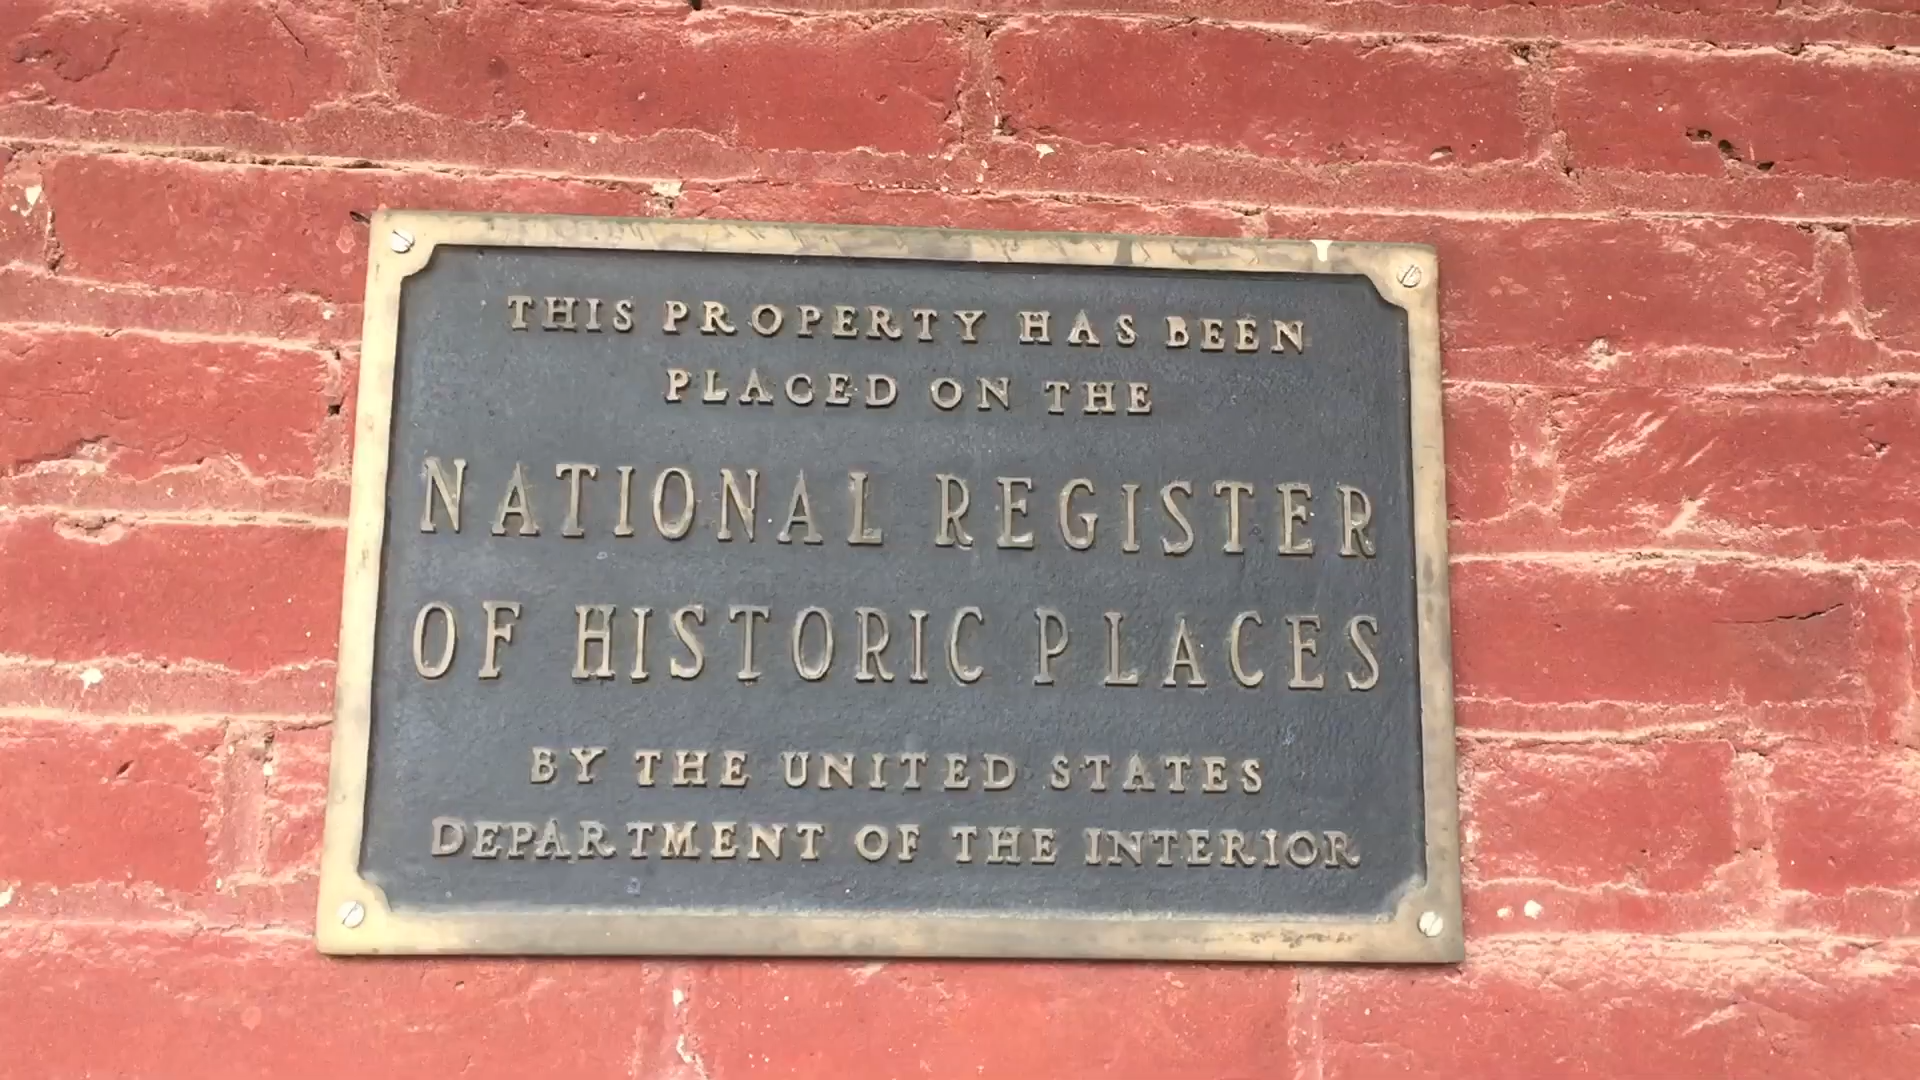 THIS PROPERTY HAS BEEN
PLACED ON THE
NATIONAL REGISTER
OF HISTORIC PLACES
BY THE UNITED STATES
DEPARTMENT OF THE INTERIOR